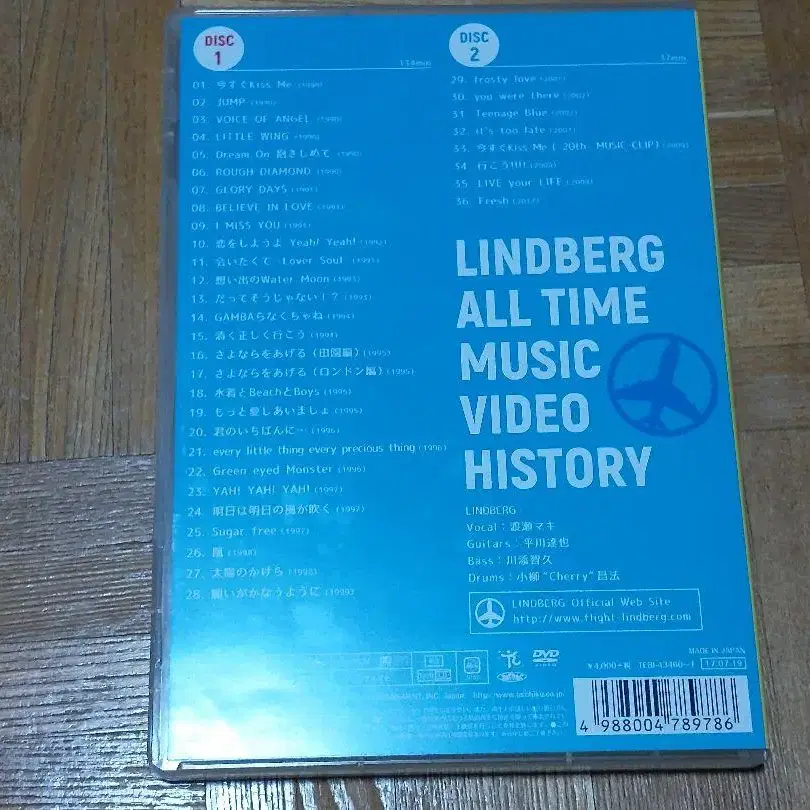 DISC
1
01. 今すぐKiss Me (1990)
02. JUMP (1990)
03. VOICE OF ANGEL (1990)
04. LITTLE WING (1990)
05. Dream On 抱きしめて (1990)
06. ROUGH DIAMOND (1990)
07. GLORY DAYS (1991)
08. BELIEVE IN LOVE (1991)
09. I MISS YOU (1991)
10. 恋をしようよ Yeah! Yeah! (1992)
11. 会いたくて Lover Soul
12. 想い出のWater Moon
13. だってそうじゃない!? (1993)
14. GAMBAらなくちゃね (1994)
15. 清く正しく行こう (1994)
16. さよならをあげる (田園編) (1995)
17. さよならをあげる (ロンドン編) (1995)
18. 水着とBeachとBoys (1995)
19. もっと愛しあいましょ (1995)
20. 君のいちばんに… (1996)
21. every little thing every precious thing (1996)
22. Green eyed Monster (1996)
23. YAH! YAH! YAH! (1997)
24. 明日は明日の風が吹く (1997)
25. Sugar free (1997)
26. 風 (1998)
27. 太陽のかけら (1998)
28. 願いがかなうように (1999)
DISC
2
29. frosty love
30. you were there (2002)
31. Teenage Blue (2002)
32. it's too late
33. 今すぐKiss Me [ 20th MUSIC CLIP] (2009)
34. 行こう!!! (2009)
35. LIVE your LIFE (2009)
36. Fresh
LINDBERG
ALL TIME
MUSIC
VIDEO
HISTORY
LINDBERG
Vocal：渡瀬マキ
Guitars：平川達也
Bass：川添智久
Drums：小柳"Cherry"昌法
LINDBERG Official Web Site
http://www.flight-lindberg.com
DVD
MADE IN JAPAN
¥4,000+税 TEBI-43460~1 17.07.19
http://www.teichiku.co.jp
4 988004 789786